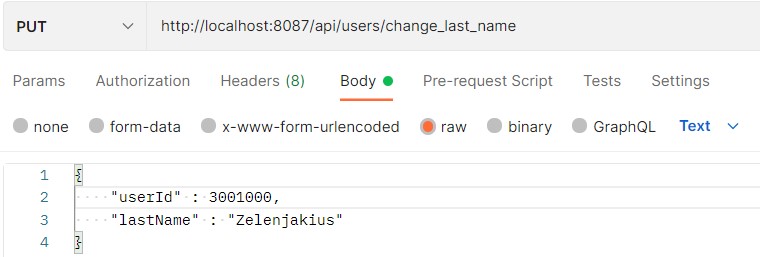 PUT http://localhost:8087/api/users/change_last_name
Params Authorization Headers (8) Body Pre-request Script Tests Settings
none form-data x-www-form-urlencoded raw binary GraphQL Text
1 {
2 "userId" : 3001000,
3 "lastName" : "Zelenjakius"
4 }